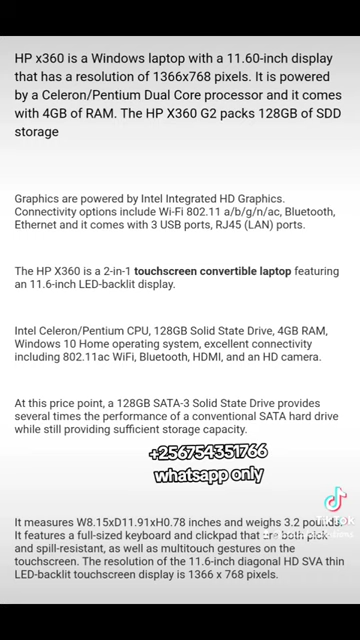 HP x360 is a Windows laptop with a 11.60-inch display
that has a resolution of 1366x768 pixels. It is powered
by a Celeron/Pentium Dual Core processor and it comes
with 4GB of RAM. The HP X360 G2 packs 128GB of SDD
storage
Graphics are powered by Intel Integrated HD Graphics.
Connectivity options include Wi-Fi 802.11 a/b/g/n/ac, Bluetooth,
Ethernet and it comes with 3 USB ports, RJ45 (LAN) ports.
The HP X360 is a 2-in-1 touchscreen convertible laptop featuring
an 11.6-inch LED-backlit display.
Intel Celeron/Pentium CPU, 128GB Solid State Drive, 4GB RAM,
Windows 10 Home operating system, excellent connectivity
including 802.11ac WiFi, Bluetooth, HDMI, and an HD camera.
At this price point, a 128GB SATA-3 Solid State Drive provides
several times the performance of a conventional SATA hard drive
while still providing sufficient storage capacity.
+256754351766
whatsapp only
It measures W8.15xD11.91xH0.78 inches and weighs 3.2 pounds.
TikTok
It features a full-sized keyboard and clickpad that are both pick-
and spill-resistant, as well as multitouch gestures on the
touchscreen. The resolution of the 11.6-inch diagonal HD SVA thin
LED-backlit touchscreen display is 1366 x 768 pixels.